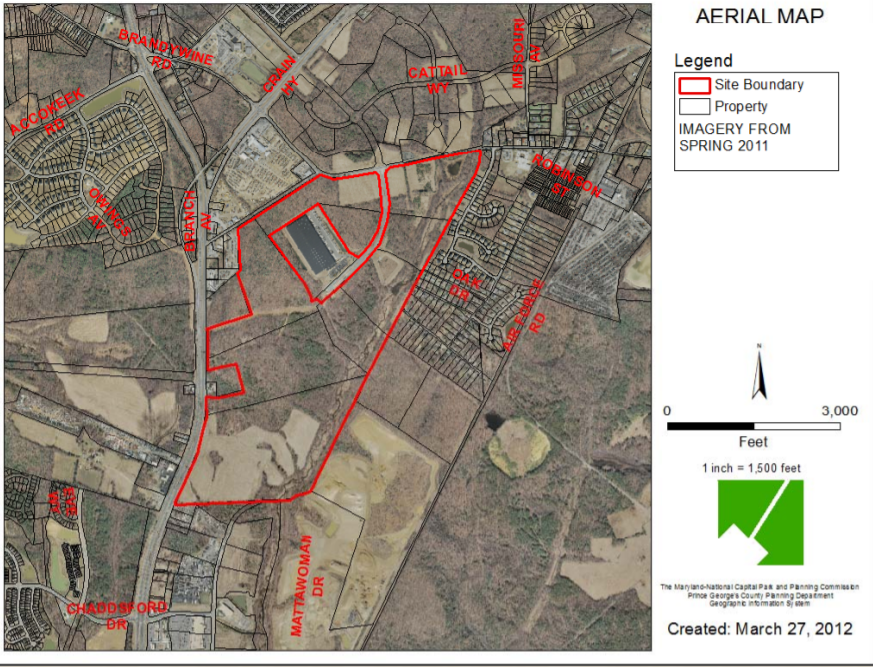 AERIAL MAP
Legend
Site Boundary
Property
IMAGERY FROM
SPRING 2011
BRANDYWINE
RD
CRAIN
HY
CATTAIL
WY
MISSOURI
AV
ACCOKEEK
RD
OWINGS
AV
BRANCH
AV
ROBINSON
ST
OAK
DR
AIR FORCE
RD
CHADDSFORD
DR
MATTAWOMAN
DR
N
0 3,000
Feet
1 inch = 1,500 feet
The Maryland-National Capital Park and Planning Commission
Prince George's County Planning Department
Geographic Information System
Created: March 27, 2012